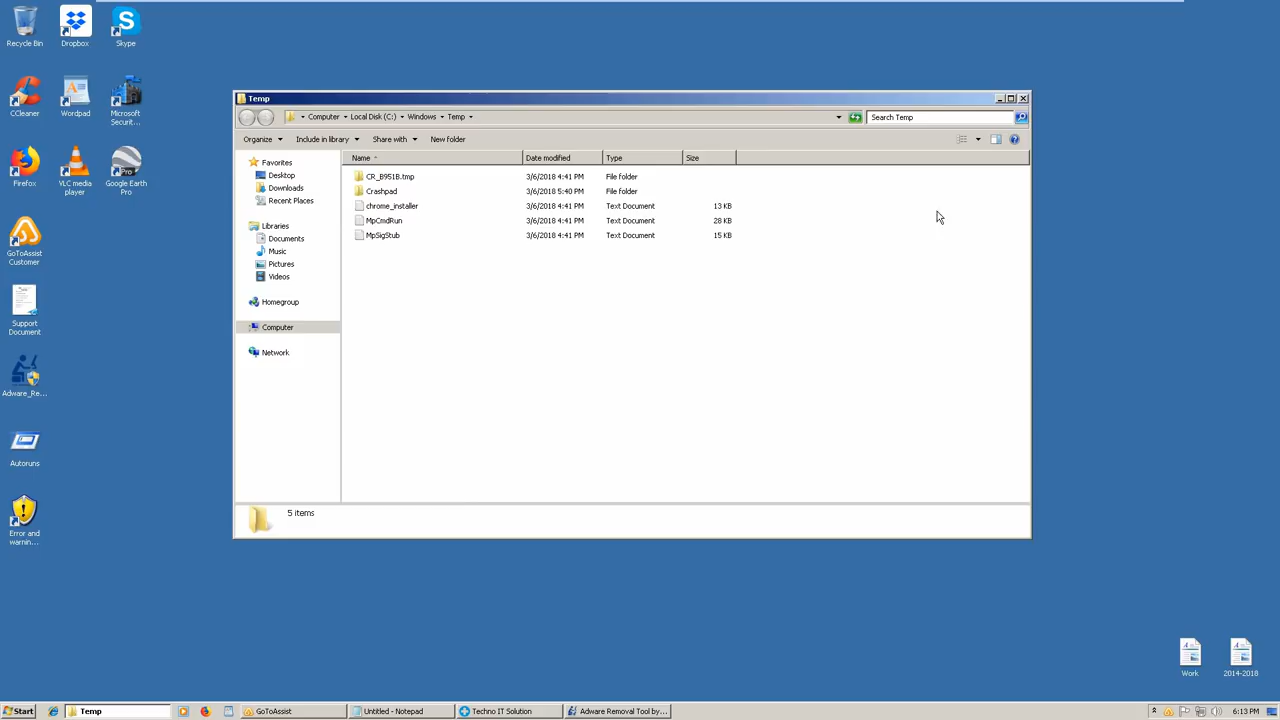 Recycle Bin
Dropbox
Skype
CCleaner
Wordpad
Microsoft
Securit...
Firefox
VLC media
player
Google Earth
Pro
GoToAssist
Customer
Support
Document
Adware_Re...
Autoruns
Error and
warnin...
Temp
Computer Local Disk (C:) Windows Temp
Search Temp
Organize Include in library Share with New folder
Favorites
Desktop
Downloads
Recent Places
Libraries
Documents
Music
Pictures
Videos
Homegroup
Computer
Network
Name Date modified Type Size
CR_B951B.tmp 3/6/2018 4:41 PM File folder
Crashpad 3/6/2018 5:40 PM File folder
chrome_installer 3/6/2018 4:41 PM Text Document 13 KB
MpCmdRun 3/6/2018 4:41 PM Text Document 28 KB
MpSigStub 3/6/2018 4:41 PM Text Document 15 KB
5 items
Work
2014-2018
Start
Temp
GoToAssist
Untitled - Notepad
Techno IT Solution
Adware Removal Tool by...
6:13 PM